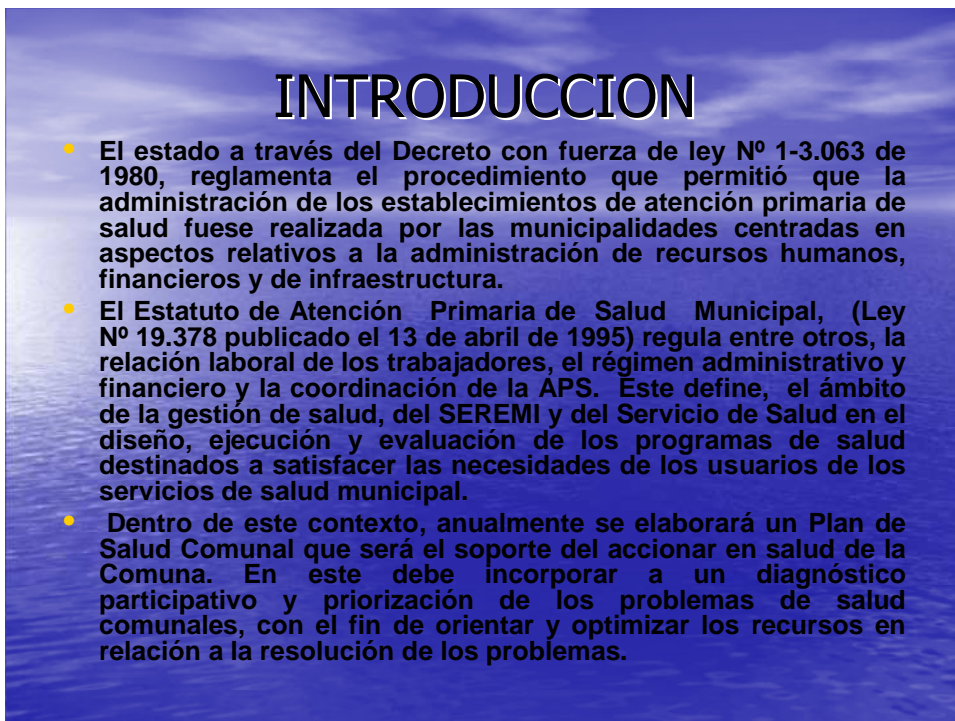 INTRODUCCION
• El estado a través del Decreto con fuerza de ley Nº 1-3.063 de
1980, reglamenta el procedimiento que permitió que la
administración de los establecimientos de atención primaria de
salud fuese realizada por las municipalidades centradas en
aspectos relativos a la administración de recursos humanos,
financieros y de infraestructura.
• El Estatuto de Atención Primaria de Salud Municipal, (Ley
Nº 19.378 publicado el 13 de abril de 1995) regula entre otros, la
relación laboral de los trabajadores, el régimen administrativo y
financiero y la coordinación de la APS. Este define, el ámbito
de la gestión de salud, del SEREMI y del Servicio de Salud en el
diseño, ejecución y evaluación de los programas de salud
destinados a satisfacer las necesidades de los usuarios de los
servicios de salud municipal.
• Dentro de este contexto, anualmente se elaborará un Plan de
Salud Comunal que será el soporte del accionar en salud de la
Comuna. En este debe incorporar a un diagnóstico
participativo y priorización de los problemas de salud
comunales, con el fin de orientar y optimizar los recursos en
relación a la resolución de los problemas.